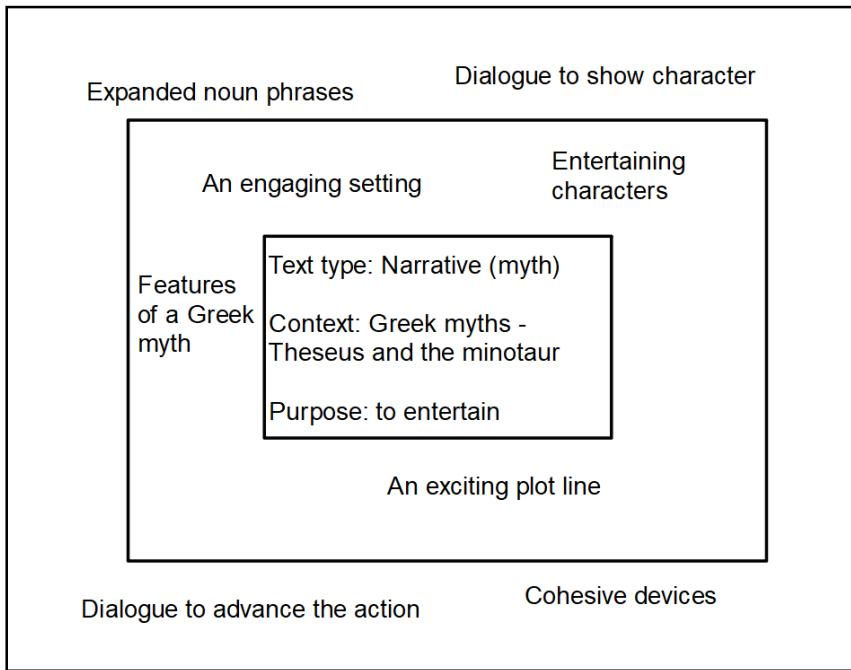 Dialogue to show character
Expanded noun phrases
Entertaining
characters
An engaging setting
Text type: Narrative (myth)
Features
of a Greek
myth
Context: Greek myths -
Theseus and the minotaur
Purpose: to entertain
An exciting plot line
Cohesive devices
Dialogue to advance the action